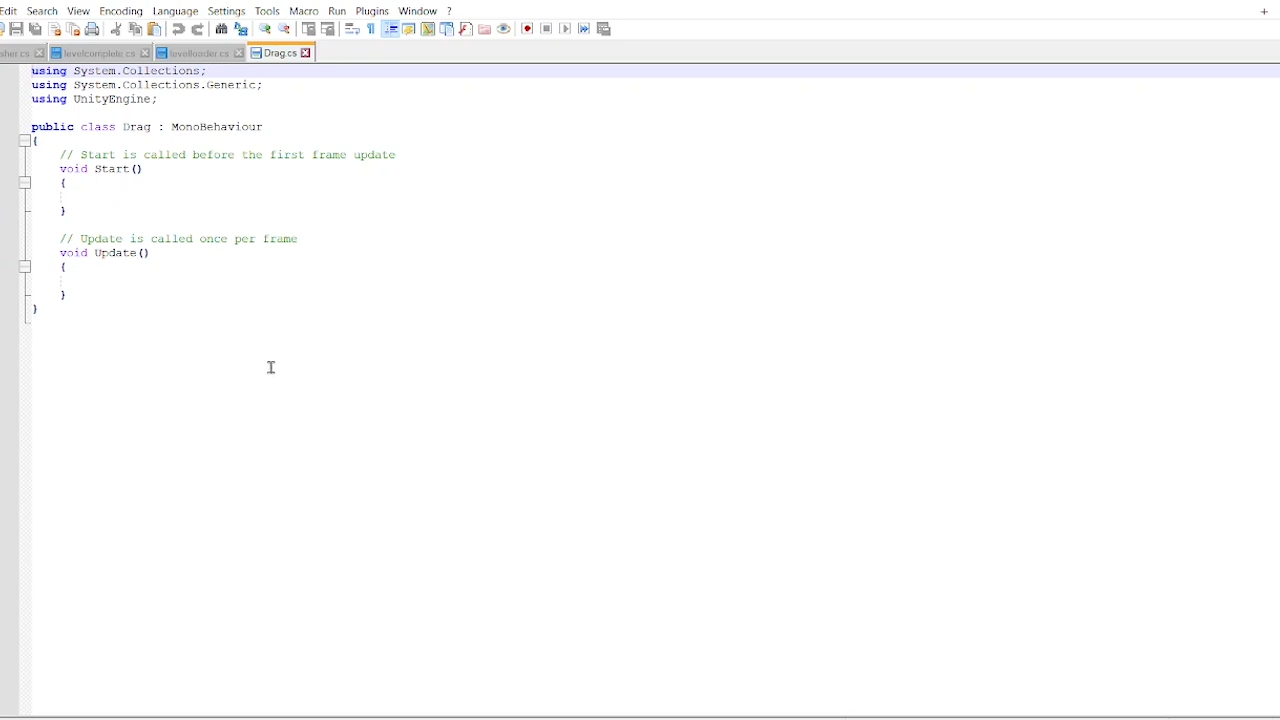 Edit Search View Encoding Language Settings Tools Macro Run Plugins Window ?
sher.cs levelcomplete.cs levelloader.cs Drag.cs
using System.Collections;
using System.Collections.Generic;
using UnityEngine;
public class Drag : MonoBehaviour
{
// Start is called before the first frame update
void Start()
{
}
// Update is called once per frame
void Update()
{
}
}